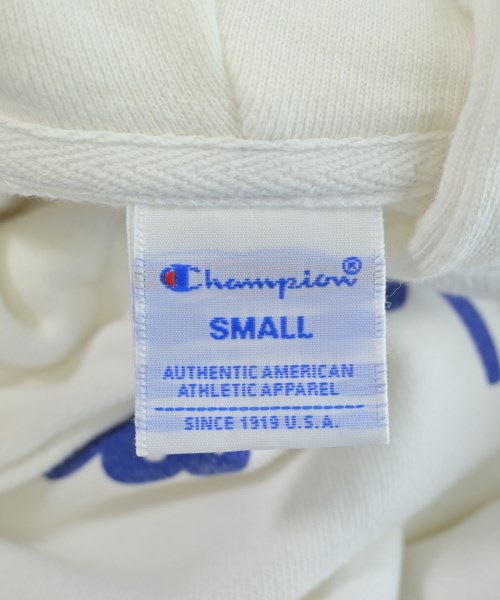 Champion®
SMALL
AUTHENTIC AMERICAN
ATHLETIC APPAREL
SINCE 1919 U.S.A.